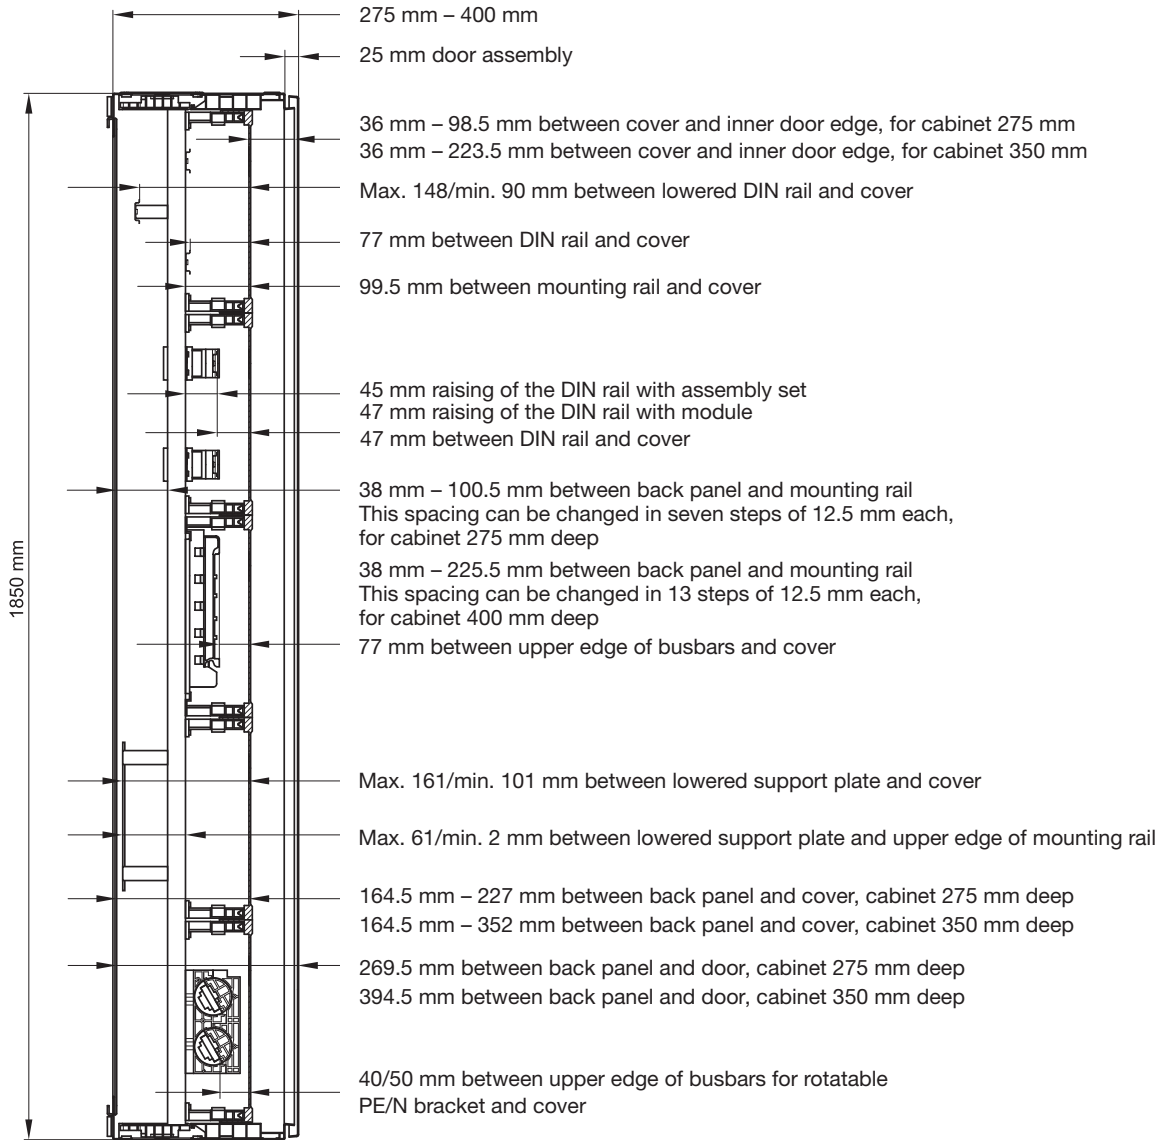 275 mm – 400 mm
25 mm door assembly
36 mm – 98.5 mm between cover and inner door edge, for cabinet 275 mm
36 mm – 223.5 mm between cover and inner door edge, for cabinet 350 mm
Max. 148/min. 90 mm between lowered DIN rail and cover
77 mm between DIN rail and cover
99.5 mm between mounting rail and cover
45 mm raising of the DIN rail with assembly set
47 mm raising of the DIN rail with module
47 mm between DIN rail and cover
38 mm – 100.5 mm between back panel and mounting rail
This spacing can be changed in seven steps of 12.5 mm each,
for cabinet 275 mm deep
38 mm – 225.5 mm between back panel and mounting rail
This spacing can be changed in 13 steps of 12.5 mm each,
for cabinet 400 mm deep
1850 mm
77 mm between upper edge of busbars and cover
Max. 161/min. 101 mm between lowered support plate and cover
Max. 61/min. 2 mm between lowered support plate and upper edge of mounting rail
164.5 mm – 227 mm between back panel and cover, cabinet 275 mm deep
164.5 mm – 352 mm between back panel and cover, cabinet 350 mm deep
269.5 mm between back panel and door, cabinet 275 mm deep
394.5 mm between back panel and door, cabinet 350 mm deep
40/50 mm between upper edge of busbars for rotatable
PE/N bracket and cover